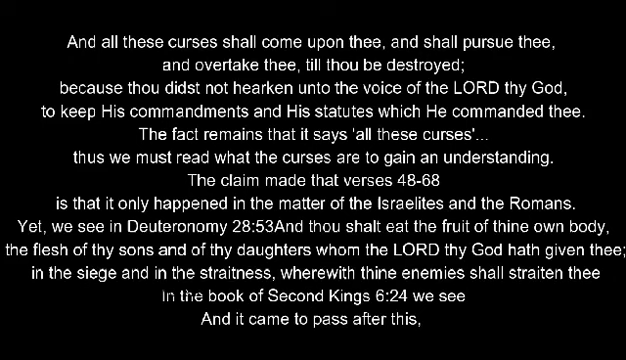 And all these curses shall come upon thee, and shall pursue thee,
and overtake thee, till thou be destroyed;
because thou didst not hearken unto the voice of the LORD thy God,
to keep His commandments and His statutes which He commanded thee.
The fact remains that it says 'all these curses'...
thus we must read what the curses are to gain an understanding.
The claim made that verses 48-68
is that it only happened in the matter of the Israelites and the Romans.
Yet, we see in Deuteronomy 28:53And thou shalt eat the fruit of thine own body,
the flesh of thy sons and of thy daughters whom the LORD thy God hath given thee;
in the siege and in the straitness, wherewith thine enemies shall straiten thee
In the book of Second Kings 6:24 we see
And it came to pass after this,